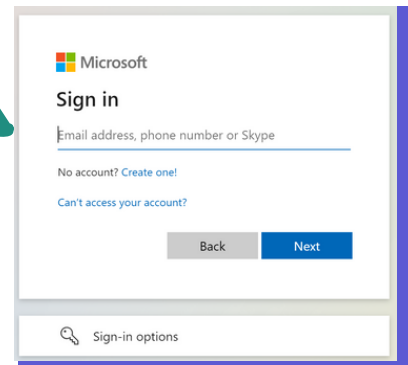 Microsoft
Sign in
Email address, phone number or Skype
No account? Create one!
Can't access your account?
Back Next
Sign-in options